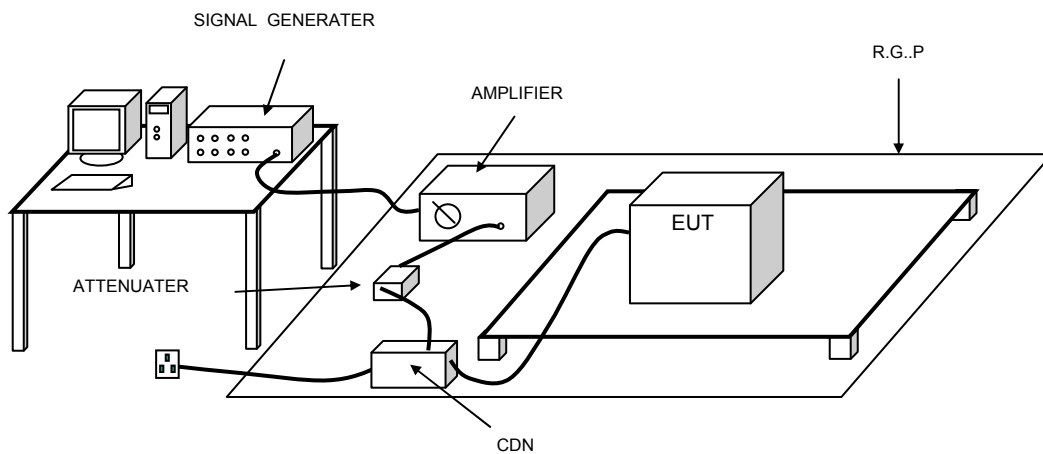 SIGNAL GENERATER
R.G..P
AMPLIFIER
EUT
ATTENUATER
CDN